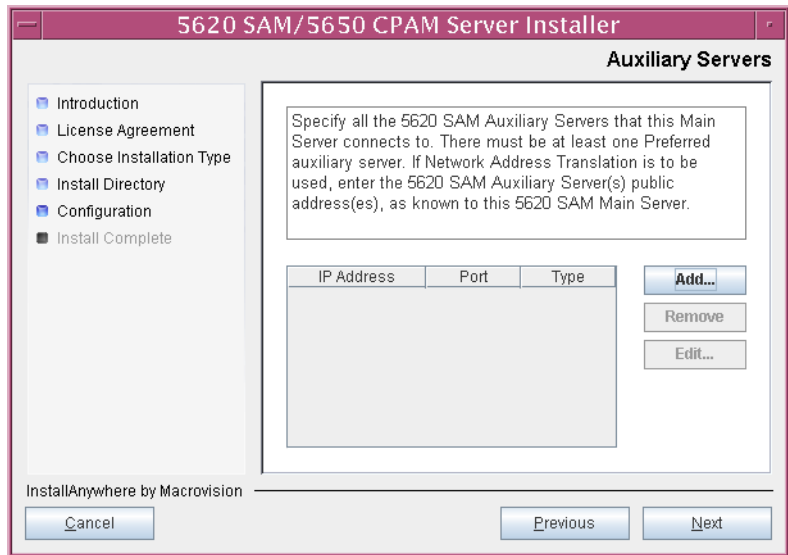 5620 SAM/5650 CPAM Server Installer
Auxiliary Servers
Introduction
License Agreement
Choose Installation Type
Install Directory
Configuration
Install Complete
Specify all the 5620 SAM Auxiliary Servers that this Main
Server connects to. There must be at least one Preferred
auxiliary server. If Network Address Translation is to be
used, enter the 5620 SAM Auxiliary Server(s) public
address(es), as known to this 5620 SAM Main Server.
IP Address Port Type
Add...
Remove
Edit...
InstallAnywhere by Macrovision
Cancel Previous Next